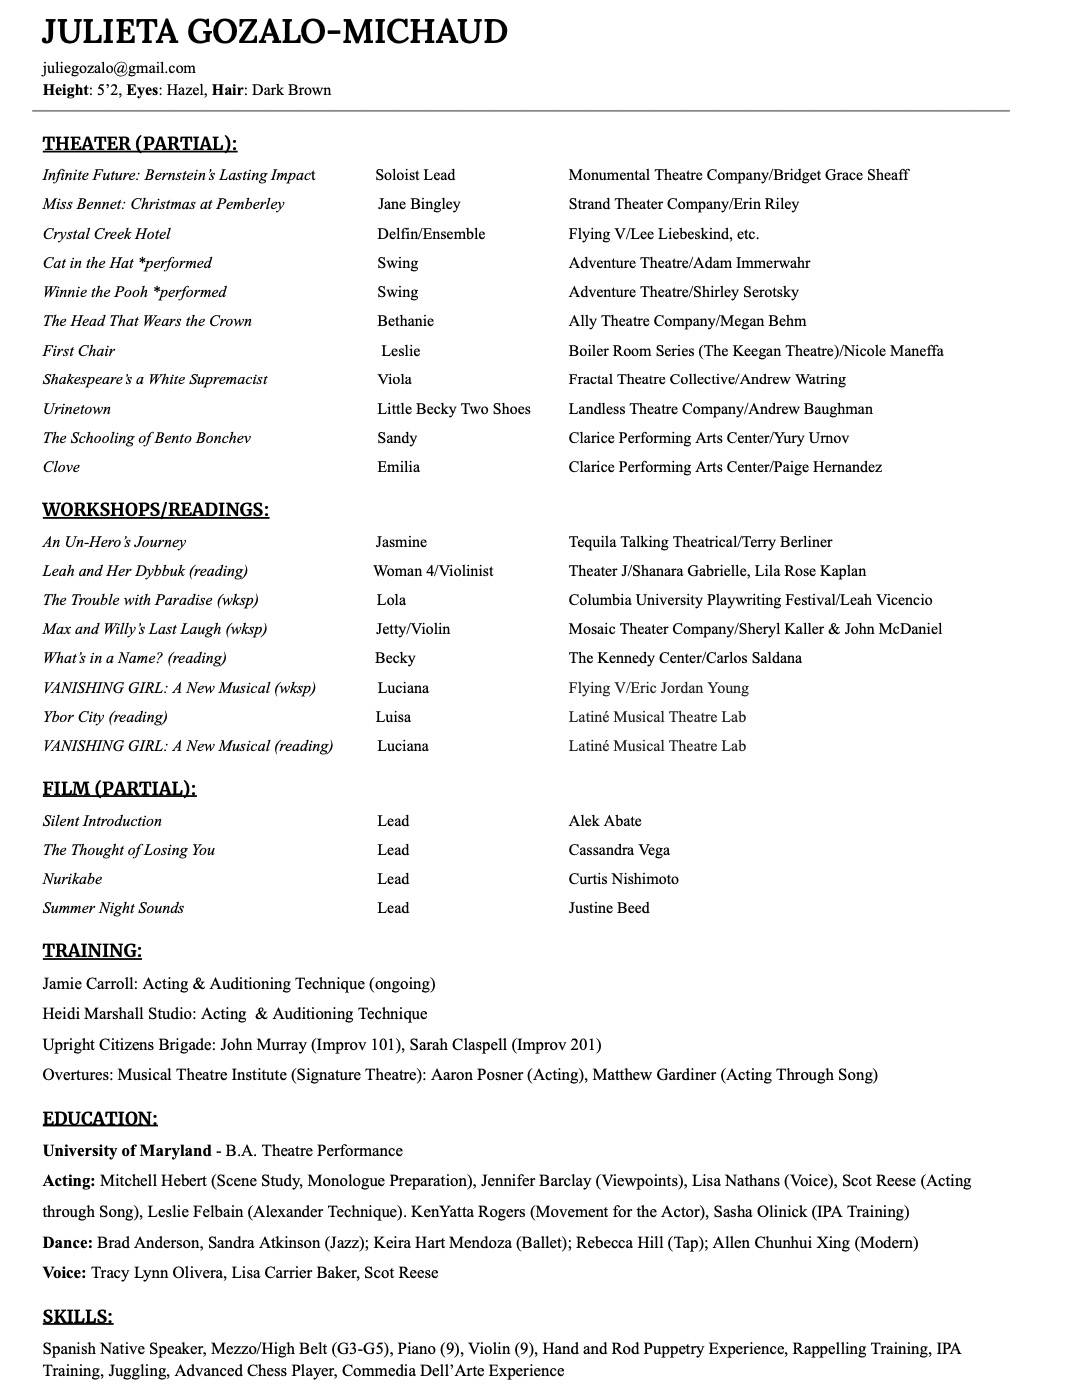 JULIETA GOZALO-MICHAUD
juliegozalo@gmail.com
Height: 5’2, Eyes: Hazel, Hair: Dark Brown
THEATER (PARTIAL):
Infinite Future: Bernstein’s Lasting Impact Soloist Lead Monumental Theatre Company/Bridget Grace Sheaff
Miss Bennet: Christmas at Pemberley Jane Bingley Strand Theater Company/Erin Riley
Crystal Creek Hotel Delfin/Ensemble Flying V/Lee Liebeskind, etc.
Cat in the Hat *performed Swing Adventure Theatre/Adam Immerwahr
Winnie the Pooh *performed Swing Adventure Theatre/Shirley Serotsky
The Head That Wears the Crown Bethanie Ally Theatre Company/Megan Behm
First Chair Leslie Boiler Room Series (The Keegan Theatre)/Nicole Maneffa
Shakespeare’s a White Supremacist Viola Fractal Theatre Collective/Andrew Watring
Urinetown Little Becky Two Shoes Landless Theatre Company/Andrew Baughman
The Schooling of Bento Bonchev Sandy Clarice Performing Arts Center/Yury Urnov
Clove Emilia Clarice Performing Arts Center/Paige Hernandez
WORKSHOPS/READINGS:
An Un-Hero’s Journey Jasmine Tequila Talking Theatrical/Terry Berliner
Leah and Her Dybbuk (reading) Woman 4/Violinist Theater J/Shanara Gabrielle, Lila Rose Kaplan
The Trouble with Paradise (wksp) Lola Columbia University Playwriting Festival/Leah Vicencio
Max and Willy’s Last Laugh (wksp) Jetty/Violin Mosaic Theater Company/Sheryl Kaller & John McDaniel
What’s in a Name? (reading) Becky The Kennedy Center/Carlos Saldana
VANISHING GIRL: A New Musical (wksp) Luciana Flying V/Eric Jordan Young
Ybor City (reading) Luisa Latiné Musical Theatre Lab
VANISHING GIRL: A New Musical (reading) Luciana Latiné Musical Theatre Lab
FILM (PARTIAL):
Silent Introduction Lead Alek Abate
The Thought of Losing You Lead Cassandra Vega
Nurikabe Lead Curtis Nishimoto
Summer Night Sounds Lead Justine Beed
TRAINING:
Jamie Carroll: Acting & Auditioning Technique (ongoing)
Heidi Marshall Studio: Acting & Auditioning Technique
Upright Citizens Brigade: John Murray (Improv 101), Sarah Claspell (Improv 201)
Overtures: Musical Theatre Institute (Signature Theatre): Aaron Posner (Acting), Matthew Gardiner (Acting Through Song)
EDUCATION:
University of Maryland - B.A. Theatre Performance
Acting: Mitchell Hebert (Scene Study, Monologue Preparation), Jennifer Barclay (Viewpoints), Lisa Nathans (Voice), Scot Reese (Acting
through Song), Leslie Felbain (Alexander Technique). KenYatta Rogers (Movement for the Actor), Sasha Olinick (IPA Training)
Dance: Brad Anderson, Sandra Atkinson (Jazz); Keira Hart Mendoza (Ballet); Rebecca Hill (Tap); Allen Chunhui Xing (Modern)
Voice: Tracy Lynn Olivera, Lisa Carrier Baker, Scot Reese
SKILLS:
Spanish Native Speaker, Mezzo/High Belt (G3-G5), Piano (9), Violin (9), Hand and Rod Puppetry Experience, Rappelling Training, IPA
Training, Juggling, Advanced Chess Player, Commedia Dell’Arte Experience